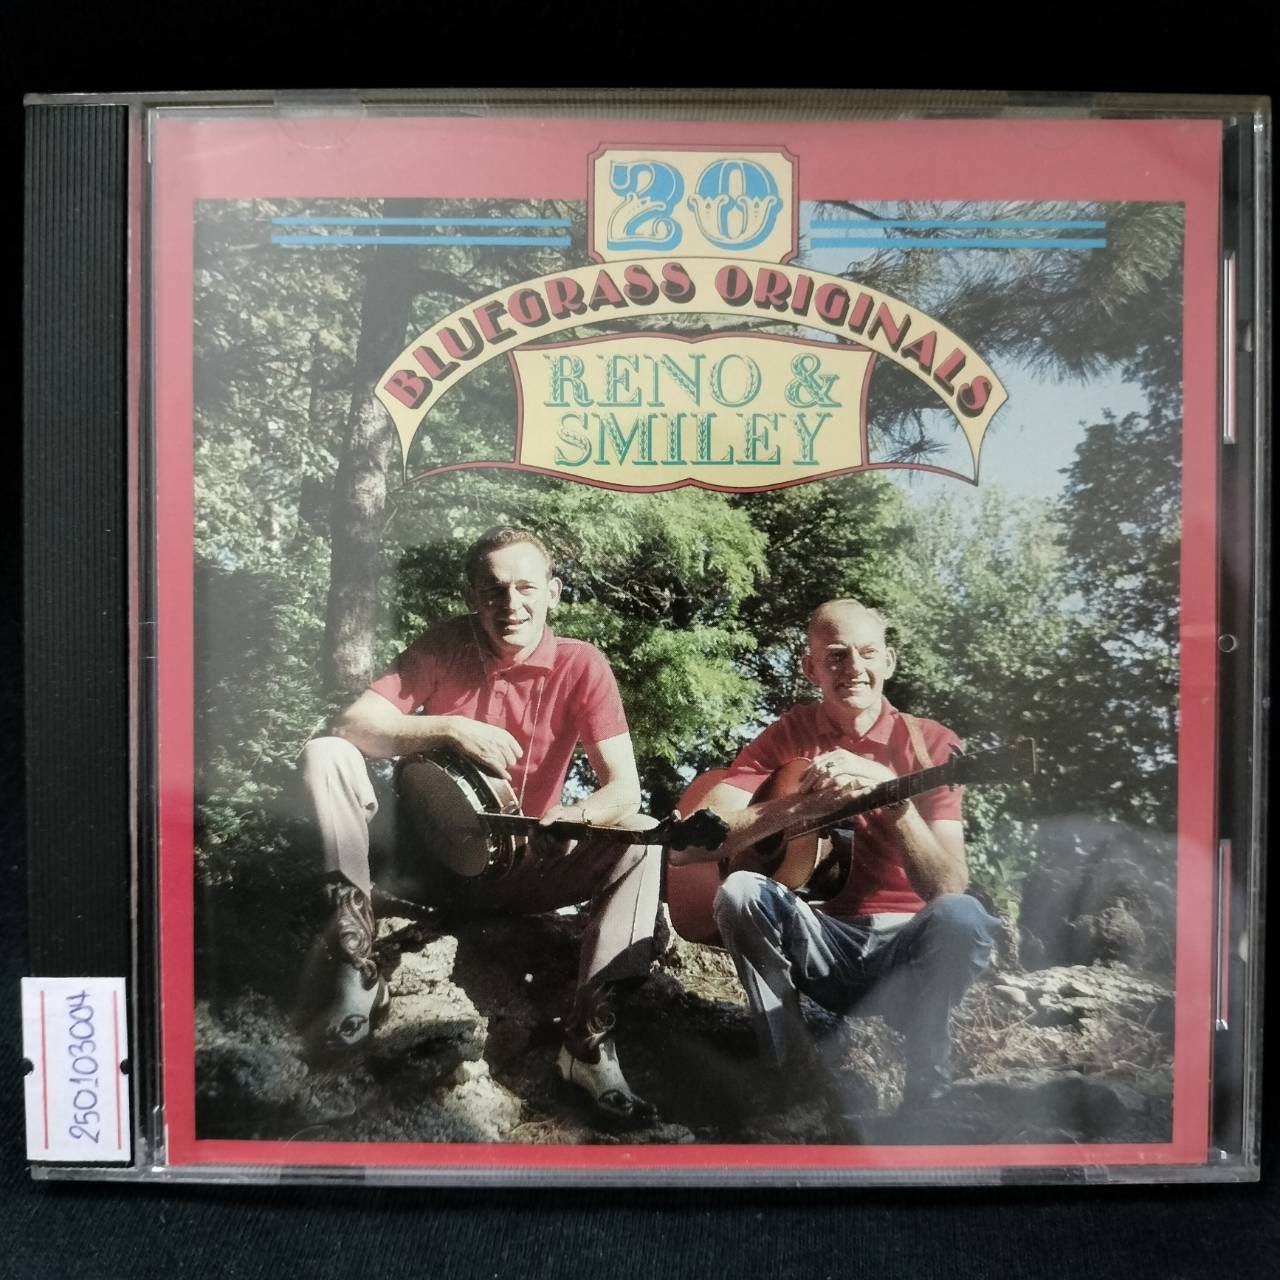 20
BLUEGRASS ORIGINALS
RENO &
SMILEY
250103004